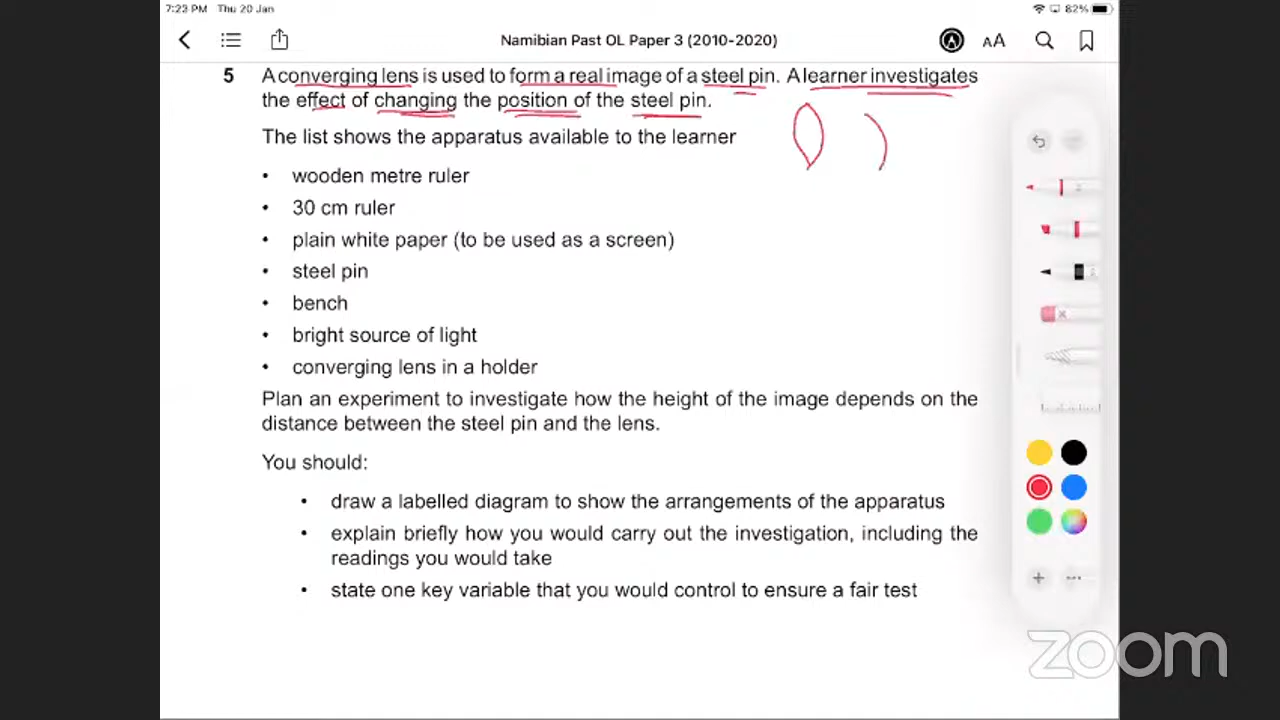 7:23 PM Thu 20 Jan
82%
Namibian Past OL Paper 3 (2010-2020)
AA
5 A converging lens is used to form a real image of a steel pin. A learner investigates
the effect of changing the position of the steel pin.
The list shows the apparatus available to the learner
• wooden metre ruler
• 30 cm ruler
• plain white paper (to be used as a screen)
• steel pin
• bench
• bright source of light
• converging lens in a holder
Plan an experiment to investigate how the height of the image depends on the
distance between the steel pin and the lens.
You should:
• draw a labelled diagram to show the arrangements of the apparatus
• explain briefly how you would carry out the investigation, including the
readings you would take
• state one key variable that you would control to ensure a fair test
zoom